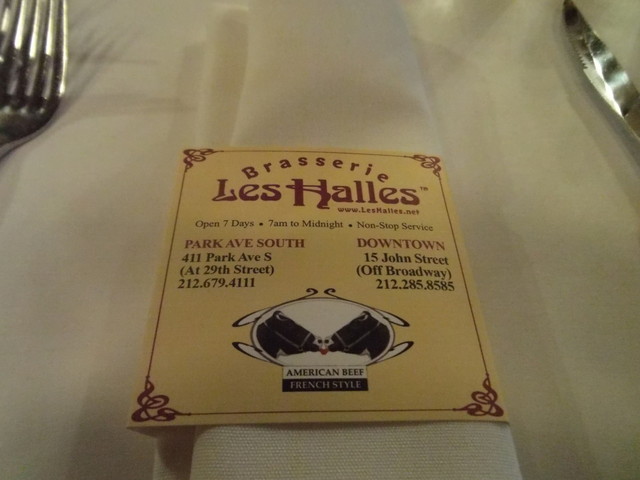 Brasserie
Les Halles™
www.LesHalles.net
Open 7 Days • 7am to Midnight • Non-Stop Service
PARK AVE SOUTH
411 Park Ave S
(At 29th Street)
212.679.4111
DOWNTOWN
15 John Street
(Off Broadway)
212.285.8585
AMERICAN BEEF
FRENCH STYLE